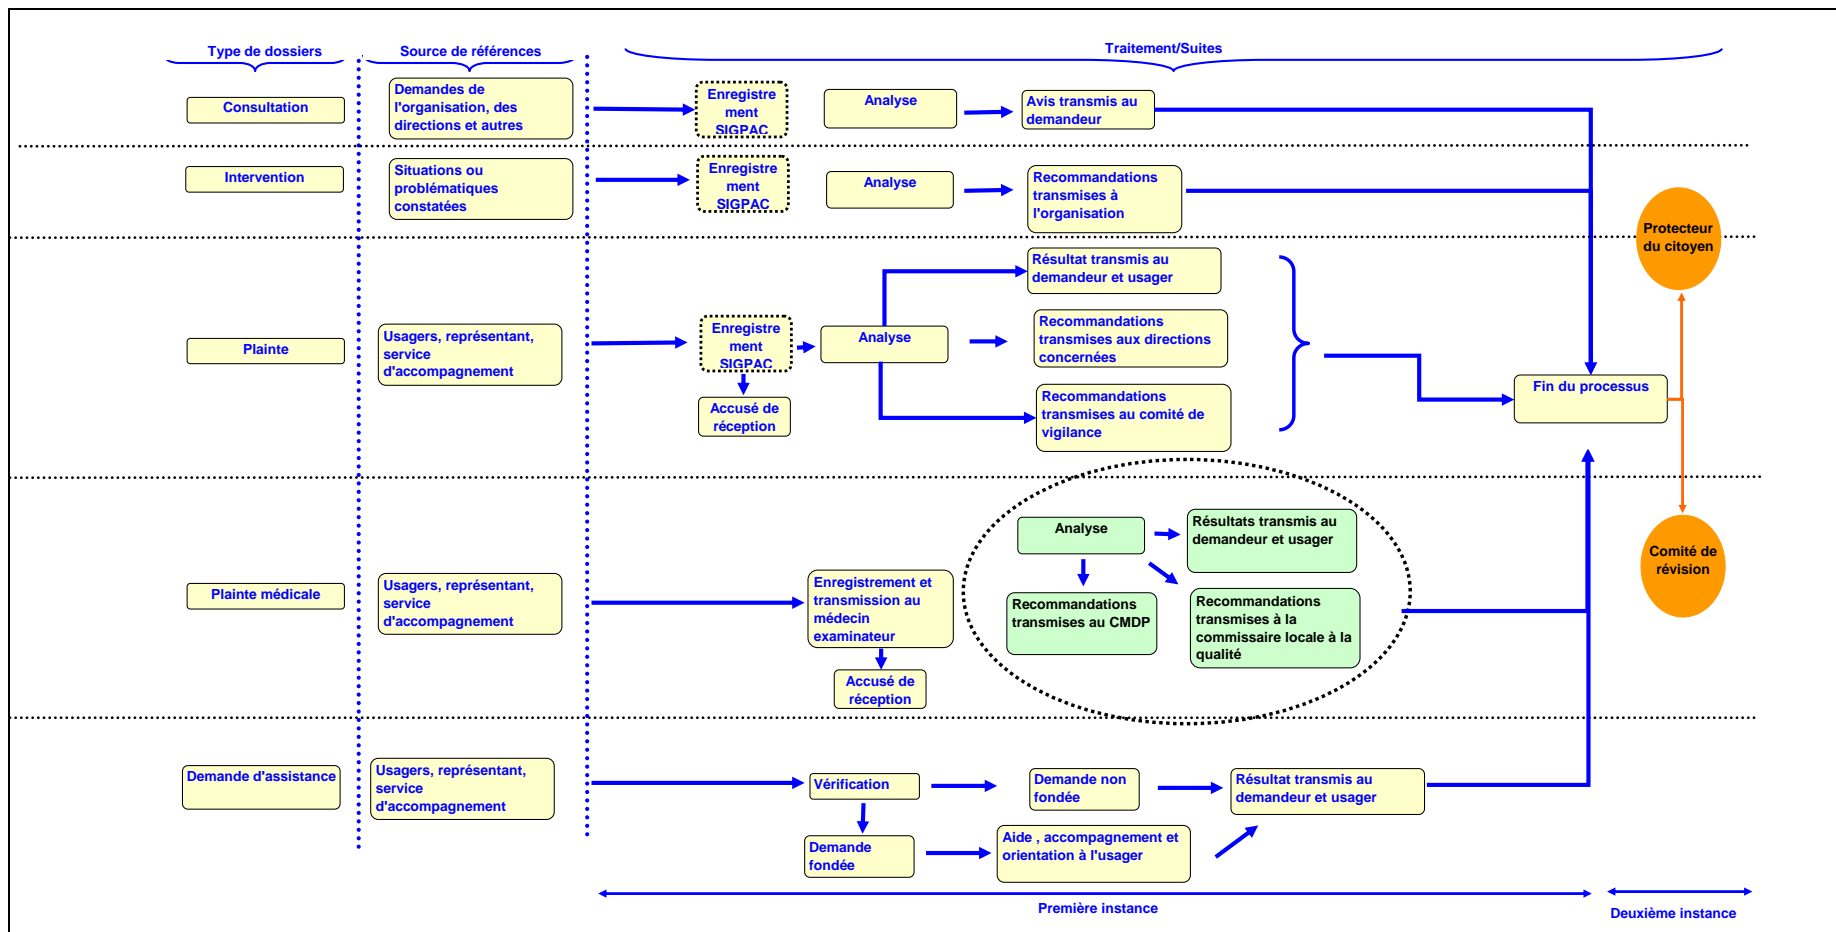 Type de dossiers
Source de références
Traitement/Suites
Consultation
Demandes de
l'organisation, des
directions et autres
Enregistre
ment
SIGPAC
Analyse
Avis transmis au
demandeur
Intervention
Situations ou
problématiques
constatées
Enregistre
ment
SIGPAC
Analyse
Recommandations
transmises à
l'organisation
Protecteur
du citoyen
Plainte
Usagers, représentant,
service
d'accompagnement
Enregistre
ment
SIGPAC
Accusé de
réception
Analyse
Résultat transmis au
demandeur et usager
Recommandations
transmises aux directions
concernées
Recommandations
transmises au comité de
vigilance
Fin du processus
Plainte médicale
Usagers, représentant,
service
d'accompagnement
Enregistrement et
transmission au
médecin
examinateur
Accusé de
réception
Analyse
Résultats transmis au
demandeur et usager
Recommandations
transmises au CMDP
Recommandations
transmises à la
commissaire locale à la
qualité
Comité de
révision
Demande d'assistance
Usagers, représentant,
service
d'accompagnement
Vérification
Demande non
fondée
Résultat transmis au
demandeur et usager
Demande
fondée
Aide , accompagnement et
orientation à l'usager
Première instance
Deuxième instance